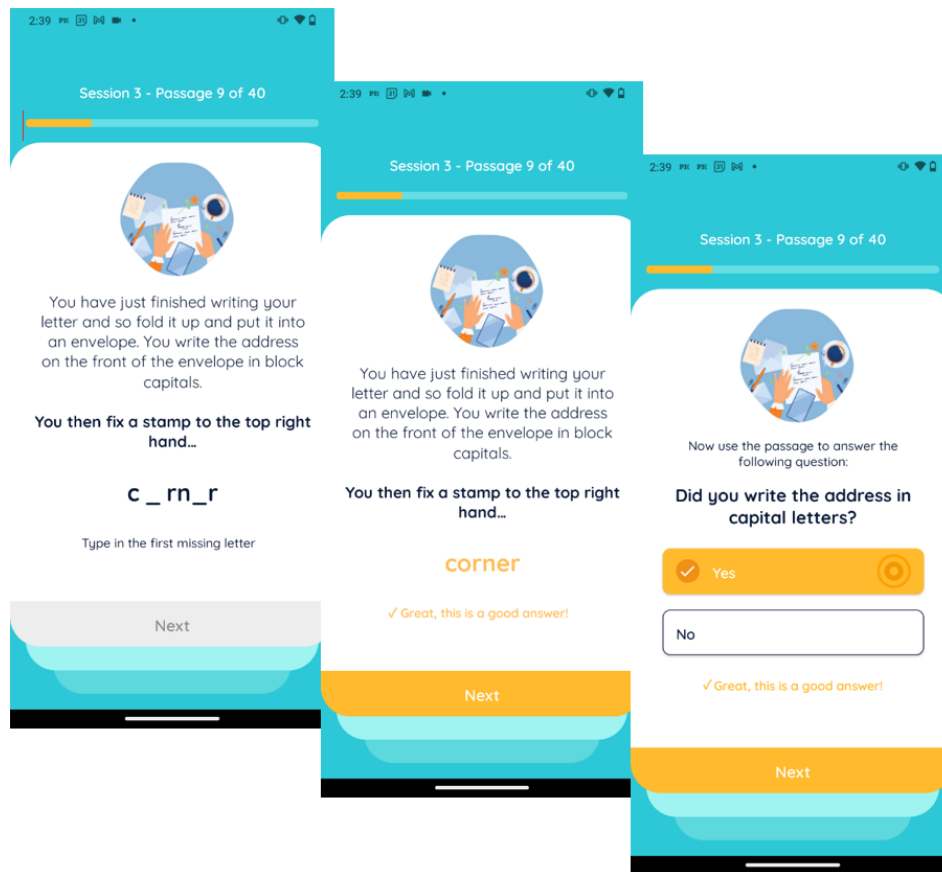 2:39
Session 3 - Passage 9 of 40
You have just finished writing your
letter and so fold it up and put it into
an envelope. You write the address
on the front of the envelope in block
capitals.
You then fix a stamp to the top right
hand...
c _ rn_r
Type in the first missing letter
Next
2:39
Session 3 - Passage 9 of 40
You have just finished writing your
letter and so fold it up and put it into
an envelope. You write the address
on the front of the envelope in block
capitals.
You then fix a stamp to the top right
hand...
corner
✓ Great, this is a good answer!
Next
2:39
Session 3 - Passage 9 of 40
Now use the passage to answer the
following question:
Did you write the address in
capital letters?
Yes
No
✓ Great, this is a good answer!
Next